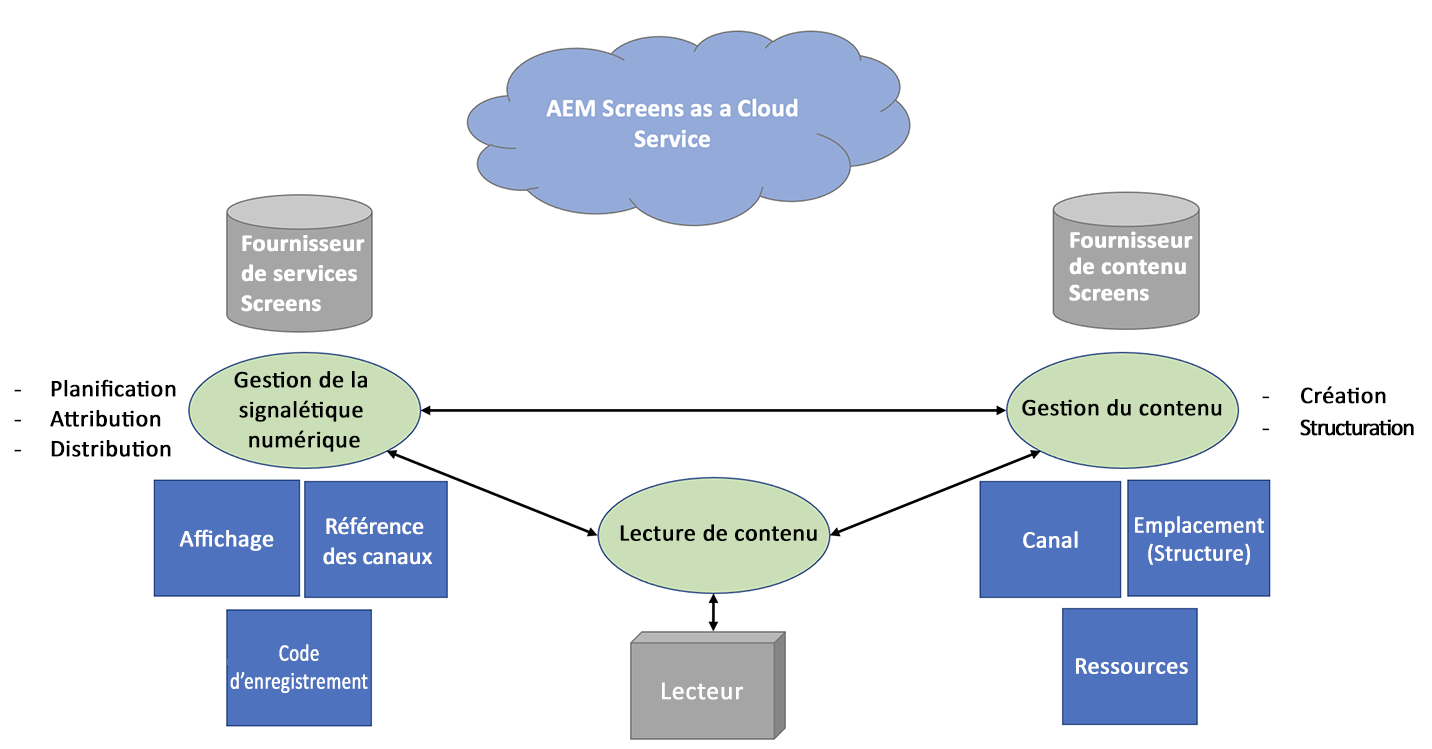 AEM Screens as a Cloud
Service
Fournisseur
de services
Screens
Fournisseur
de contenu
Screens
- Planification
- Attribution
- Distribution
Gestion de la
signalétique
numérique
Gestion du contenu
- Création
- Structuration
Lecture de contenu
Affichage
Référence
des canaux
Code
d’enregistrement
Canal
Emplacement
(Structure)
Ressources
Lecteur